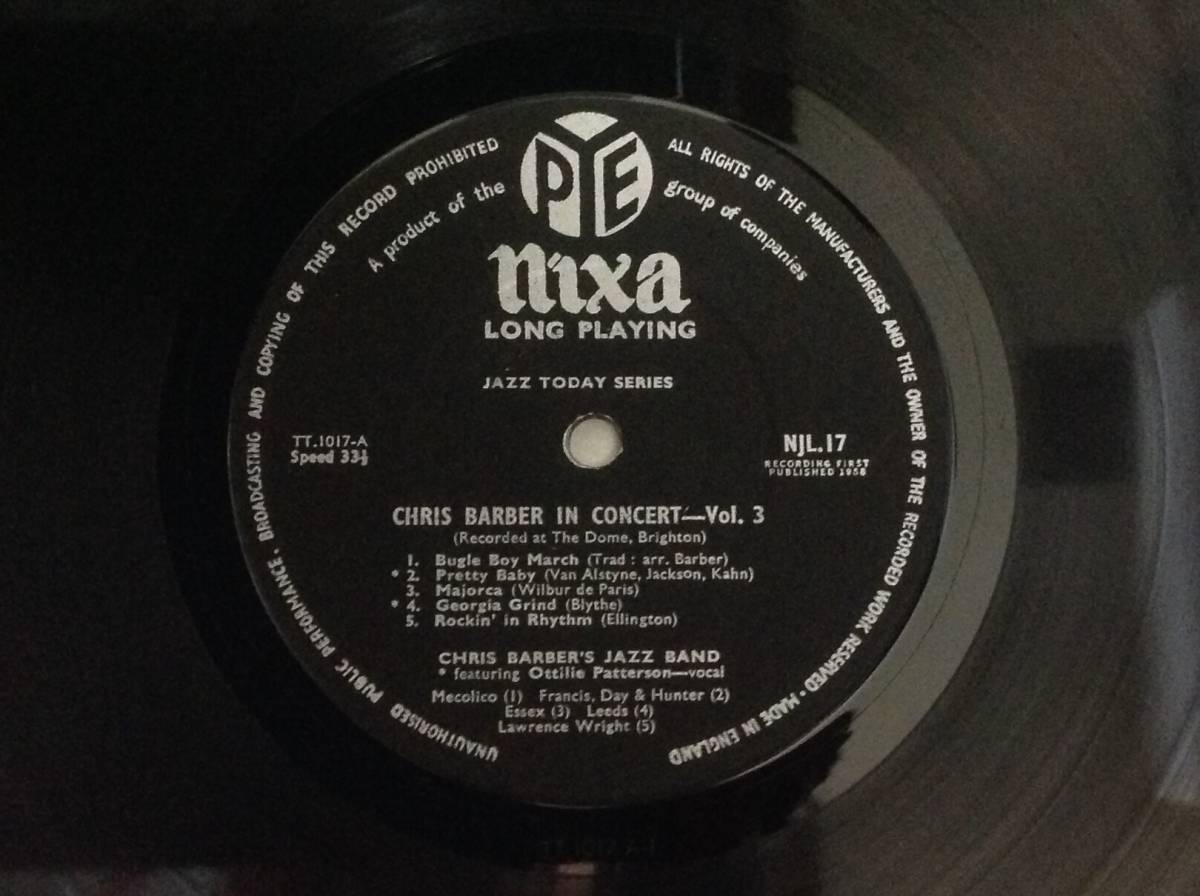 UNAUTHORISED PUBLIC PERFORMANCE · BROADCASTING AND COPYING OF THIS RECORD PROHIBITED
ALL RIGHTS OF THE MANUFACTURERS AND THE OWNER OF THE RECORDED WORK RESERVED · MADE IN ENGLAND
A product of the PYE group of companies
nixa
LONG PLAYING
JAZZ TODAY SERIES
TT.1017-A
Speed 33⅓
NJL.17
RECORDING FIRST
PUBLISHED 1958
CHRIS BARBER IN CONCERT—Vol. 3
(Recorded at The Dome, Brighton)
1. Bugle Boy March (Trad : arr. Barber)
* 2. Pretty Baby (Van Alstyne, Jackson, Kahn)
3. Majorca (Wilbur de Paris)
* 4. Georgia Grind (Blythe)
5. Rockin' in Rhythm (Ellington)
CHRIS BARBER'S JAZZ BAND
* featuring Ottilie Patterson—vocal
Mecolico (1) Francis, Day & Hunter (2)
Essex (3) Leeds (4)
Lawrence Wright (5)